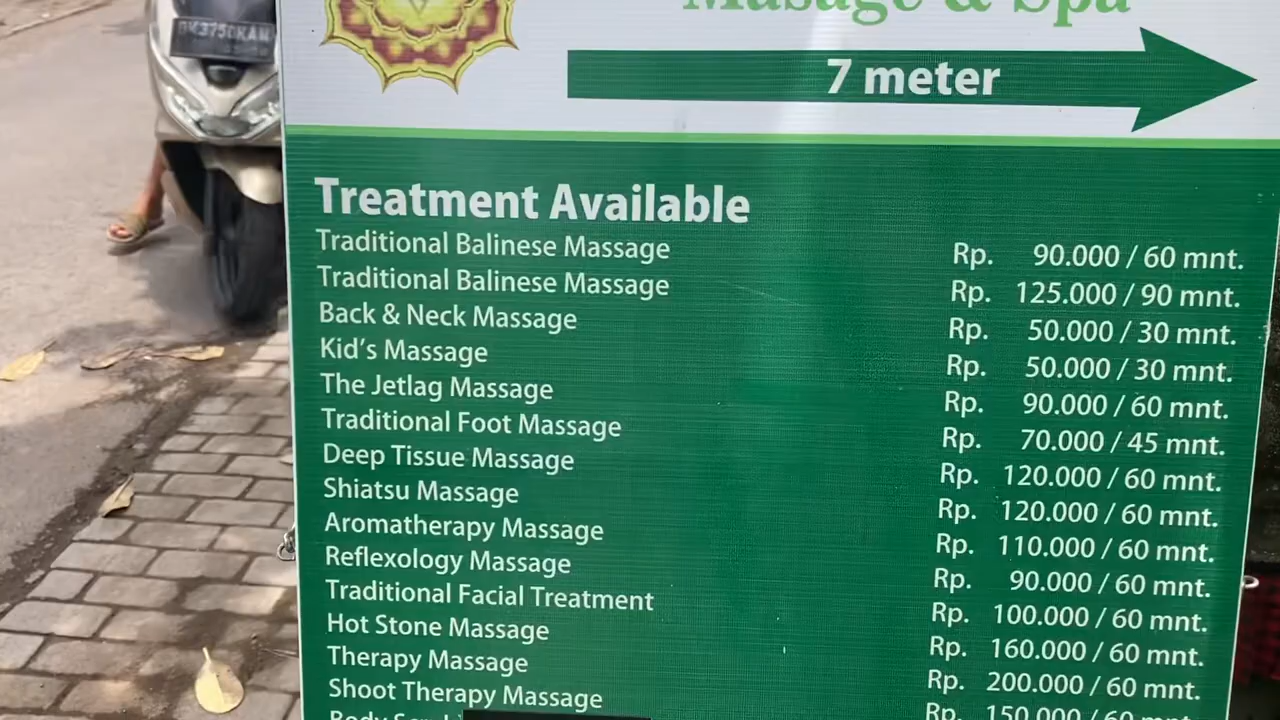 Massage & Spa
7 meter
Treatment Available
Traditional Balinese Massage Rp. 90.000 / 60 mnt.
Traditional Balinese Massage Rp. 125.000 / 90 mnt.
Back & Neck Massage Rp. 50.000 / 30 mnt.
Kid's Massage Rp. 50.000 / 30 mnt.
The Jetlag Massage Rp. 90.000 / 60 mnt.
Traditional Foot Massage Rp. 70.000 / 45 mnt.
Deep Tissue Massage Rp. 120.000 / 60 mnt.
Shiatsu Massage Rp. 120.000 / 60 mnt.
Aromatherapy Massage Rp. 110.000 / 60 mnt.
Reflexology Massage Rp. 90.000 / 60 mnt.
Traditional Facial Treatment Rp. 100.000 / 60 mnt.
Hot Stone Massage Rp. 160.000 / 60 mnt.
Therapy Massage Rp. 200.000 / 60 mnt.
Shoot Therapy Massage Rp. 150.000 / 60 mnt.
Body